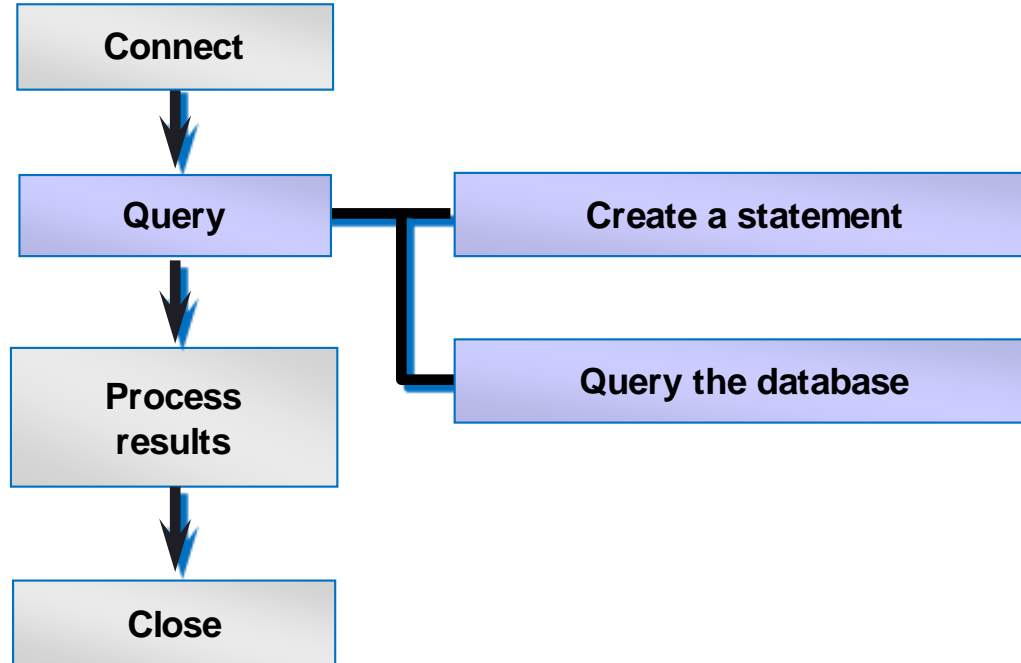 Connect
Query
Create a statement
Query the database
Process
results
Close